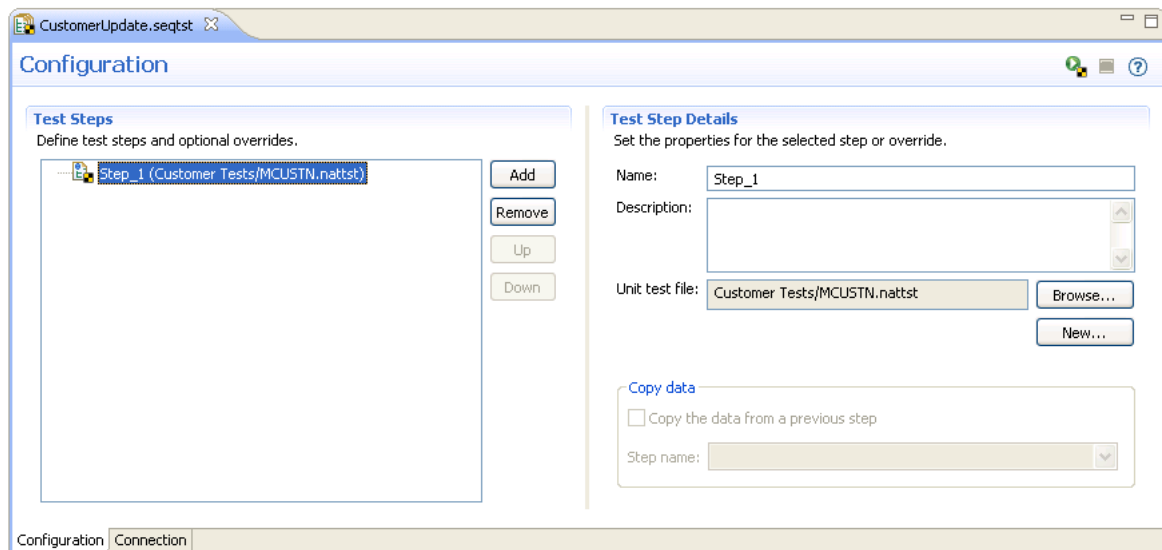 CustomerUpdate.seqtst
Configuration
Test Steps
Define test steps and optional overrides.
Step_1 (Customer Tests/MCUSTN.nattst)
Add
Remove
Up
Down
Test Step Details
Set the properties for the selected step or override.
Name:
Step_1
Description:
Unit test file:
Customer Tests/MCUSTN.nattst
Browse...
New...
Copy data
Copy the data from a previous step
Step name:
Configuration
Connection